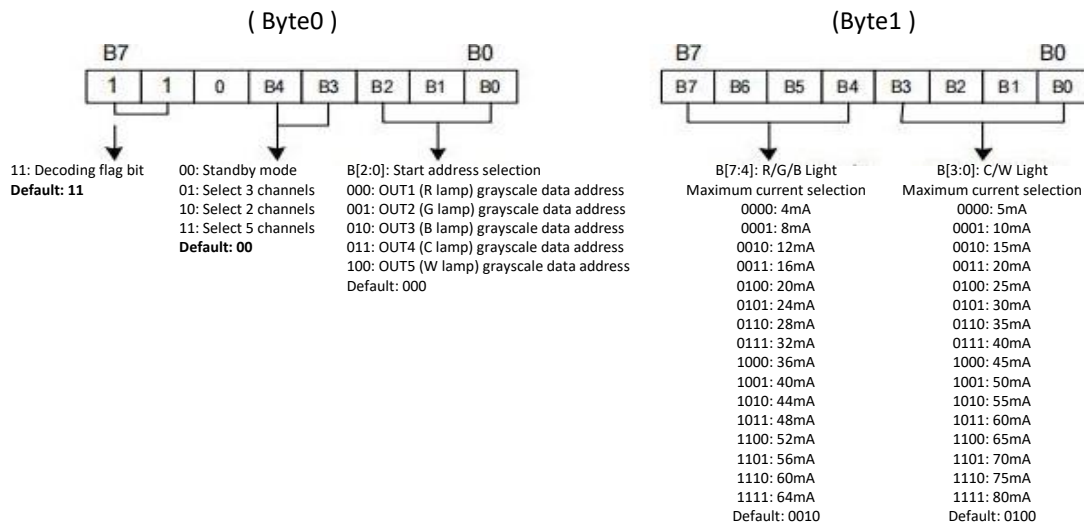 ( Byte0 )
B7 B0
1 1 0 B4 B3 B2 B1 B0
11: Decoding flag bit
Default: 11
00: Standby mode
01: Select 3 channels
10: Select 2 channels
11: Select 5 channels
Default: 00
B[2:0]: Start address selection
000: OUT1 (R lamp) grayscale data address
001: OUT2 (G lamp) grayscale data address
010: OUT3 (B lamp) grayscale data address
011: OUT4 (C lamp) grayscale data address
100: OUT5 (W lamp) grayscale data address
Default: 000
(Byte1 )
B7 B0
B7 B6 B5 B4 B3 B2 B1 B0
B[7:4]: R/G/B Light
Maximum current selection
0000: 4mA
0001: 8mA
0010: 12mA
0011: 16mA
0100: 20mA
0101: 24mA
0110: 28mA
0111: 32mA
1000: 36mA
1001: 40mA
1010: 44mA
1011: 48mA
1100: 52mA
1101: 56mA
1110: 60mA
1111: 64mA
Default: 0010
B[3:0]: C/W Light
Maximum current selection
0000: 5mA
0001: 10mA
0010: 15mA
0011: 20mA
0100: 25mA
0101: 30mA
0110: 35mA
0111: 40mA
1000: 45mA
1001: 50mA
1010: 55mA
1011: 60mA
1100: 65mA
1101: 70mA
1110: 75mA
1111: 80mA
Default: 0100